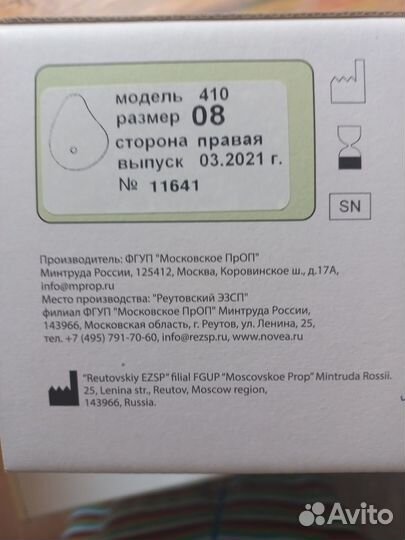 модель 410
размер 08
сторона правая
выпуск 03.2021 г.
№ 11641
SN
Производитель: ФГУП "Московское ПрОП"
Минтруда России, 125412, Москва, Коровинское ш., д.17А,
info@mprop.ru
Место производства: "Реутовский ЭЗСП"
филиал ФГУП "Московское ПрОП" Минтруда России,
143966, Московская область, г. Реутов, ул. Ленина, 25,
тел. +7 (495) 791-70-60, info@rezsp.ru, www.novea.ru
"Reutovskiy EZSP" filial FGUP "Moscovskoe Prop" Mintruda Rossii.
25, Lenina str., Reutov, Moscow region,
143966, Russia.
Avito